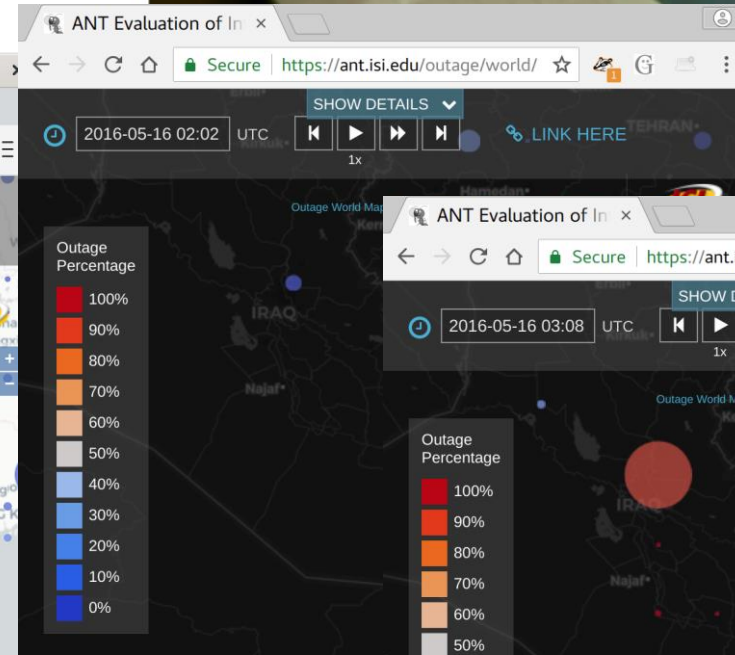 ANT Evaluation of In
Secure https://ant.isi.edu/outage/world/
SHOW DETAILS
2016-05-16 02:02 UTC
1x
LINK HERE
TEHRAN
Hamedan
Outage World Map
Outage
Percentage
100%
90%
80%
70%
60%
50%
40%
30%
20%
10%
0%
IRAQ
Najaf
ANT Evaluation of In
Secure https://ant.
SHOW D
2016-05-16 03:08 UTC
1x
Outage World M
Outage
Percentage
100%
90%
80%
70%
60%
50%
IRAQ
Najaf